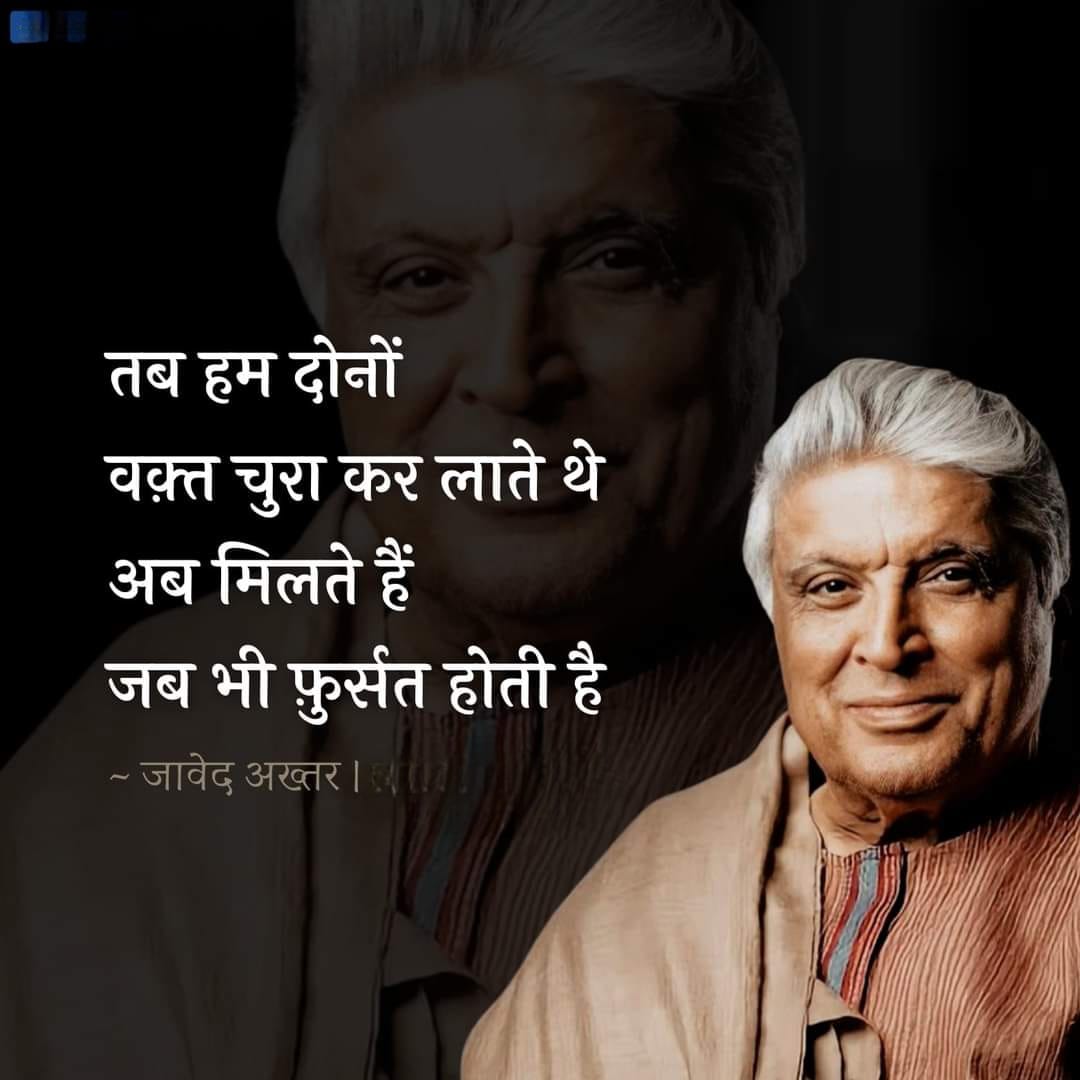 तब हम दोनों
वक़्त चुरा कर लाते थे
अब मिलते हैं
जब भी फ़ुर्सत होती है
~ जावेद अख्तर |